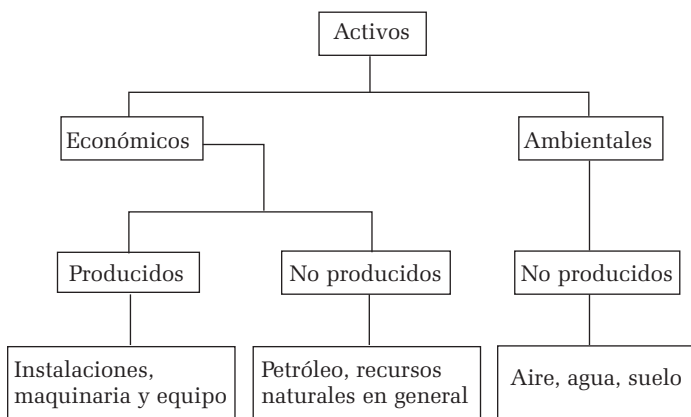 Activos
Económicos
Ambientales
Producidos
No producidos
No producidos
Instalaciones,
maquinaria y equipo
Petróleo, recursos
naturales en general
Aire, agua, suelo